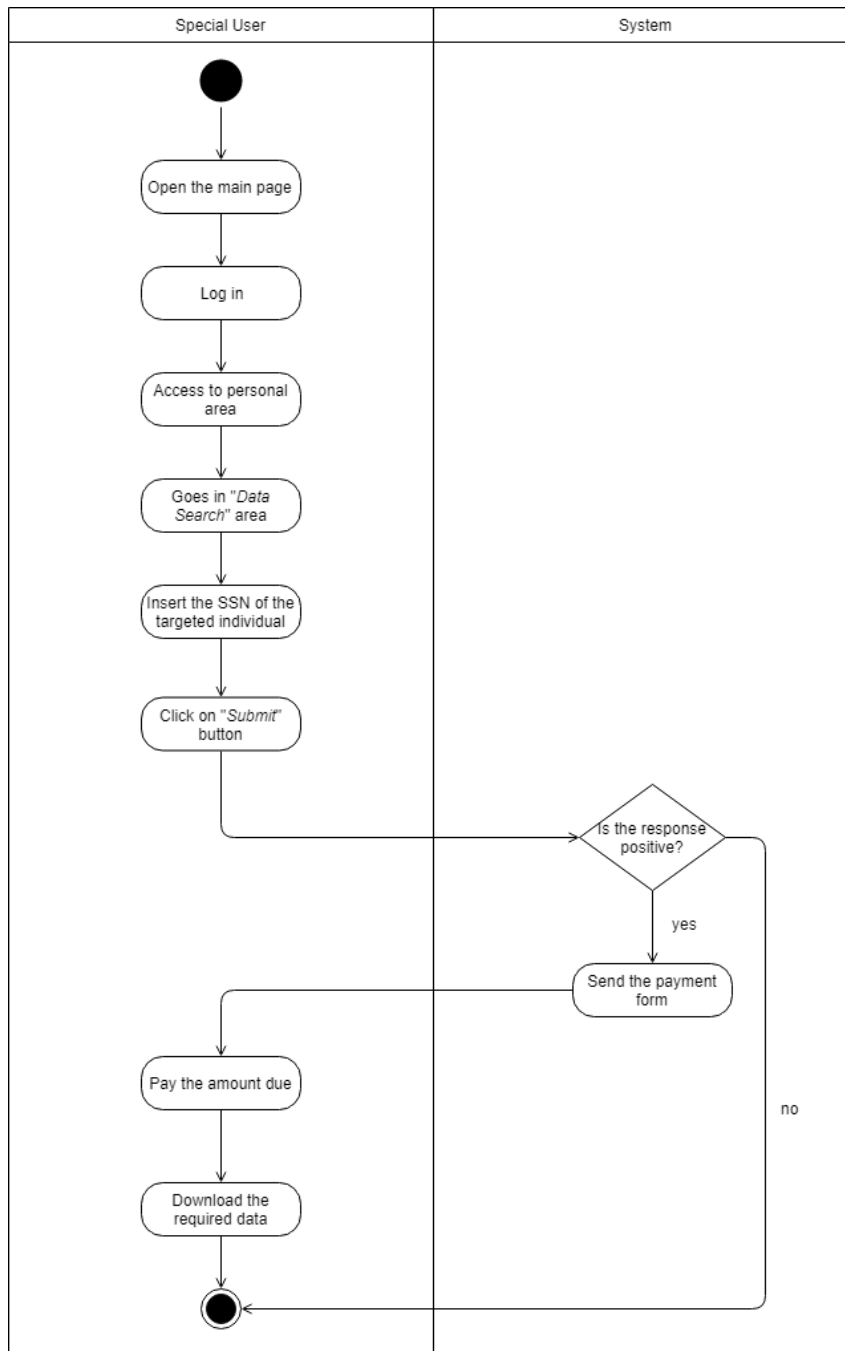 Special User
System
Open the main page
Log in
Access to personal
area
Goes in "Data
Search" area
Insert the SSN of the
targeted individual
Click on "Submit"
button
Is the response
positive?
yes
Send the payment
form
Pay the amount due
no
Download the
required data